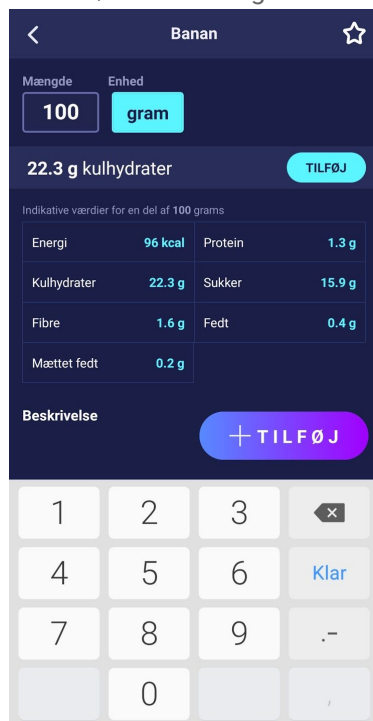 Banan
Mængde Enhed
100 gram
22.3 g kulhydrater TILFØJ
Indikative værdier for en del af 100 grams
Energi 96 kcal Protein 1.3 g
Kulhydrater 22.3 g Sukker 15.9 g
Fibre 1.6 g Fedt 0.4 g
Mættet fedt 0.2 g
Beskrivelse
+ TILFØJ
1 2 3
4 5 6 Klar
7 8 9 .-
0 ,